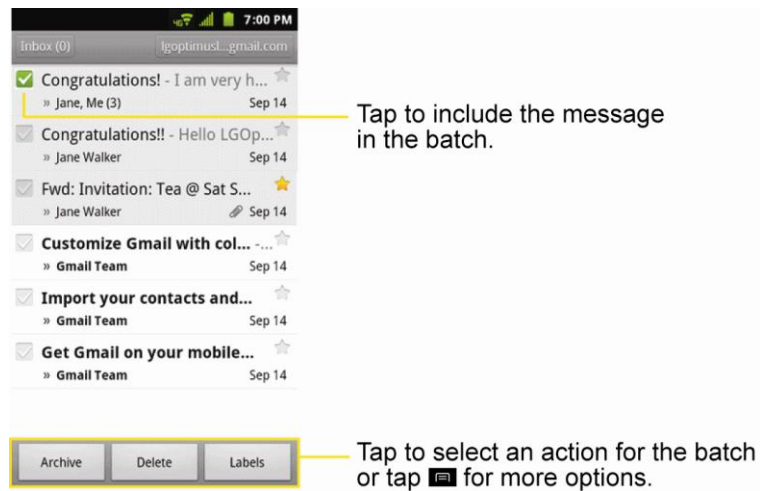 4G 7:00 PM
Inbox (0) lgoptimusl...gmail.com
Congratulations! - I am very h...
» Jane, Me (3) Sep 14
Tap to include the message
in the batch.
Congratulations!! - Hello LGOp...
» Jane Walker Sep 14
Fwd: Invitation: Tea @ Sat S...
» Jane Walker Sep 14
Customize Gmail with col... -...
» Gmail Team Sep 14
Import your contacts and...
» Gmail Team Sep 14
Get Gmail on your mobile...
» Gmail Team Sep 14
Archive Delete Labels
Tap to select an action for the batch
or tap for more options.